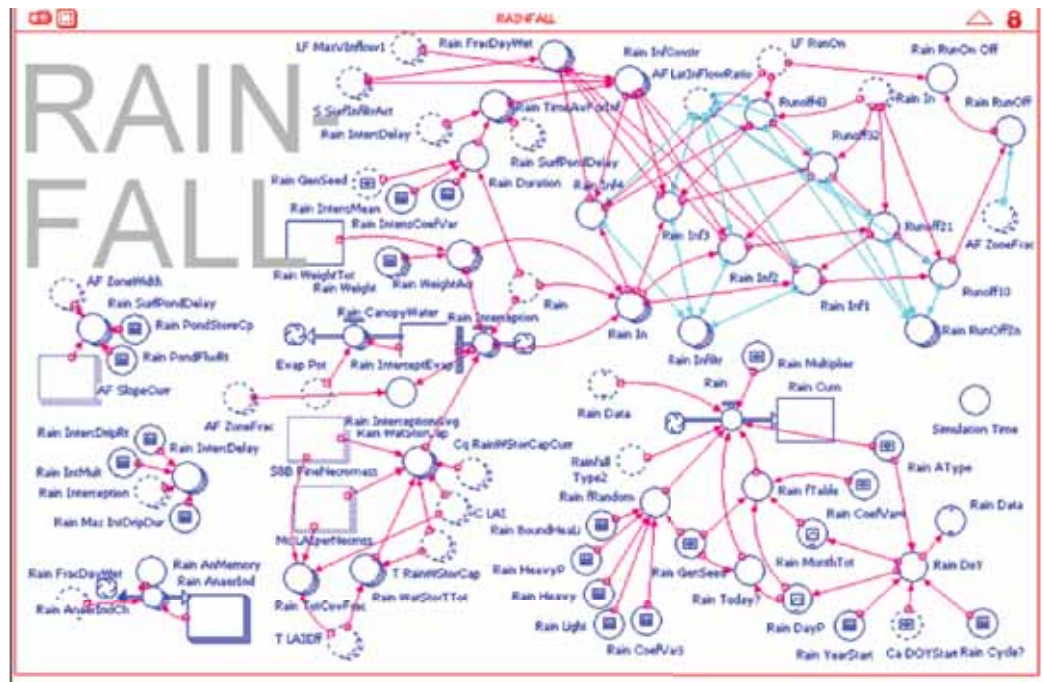 RAINFALL
8
RAIN
FALL
LF MaxVInflow1
Rain FracDayWet
Rain InfConstr
LF RunOn
Rain RunOn Off
AF LatInFlowRatio
S SurfInfiltrAct
Rain TimeAvForInf
Runoff43
Rain In
Rain RunOff
Rain IntercDelay
Runoff32
Rain SurfPondDelay
Rain GenSeed
Rain Duration
Rain Inf4
Rain IntensMean
Rain IntensCoefVar
Rain Inf3
Runoff21
AF ZoneFrac
Rain WeightTot
Rain Weight
Rain WeightAct
Rain Inf2
Rain Inf1
Runoff10
AF ZoneWidth
Rain SurfPondDelay
Rain CanopyWater
Rain Interception
Rain
Rain In
Rain Infiltr
Rain RunOffIn
Rain PondStoreCp
Rain PondFlwRt
Evap Pot
Rain InterceptEvap
Rain Multiplier
AF SlopeCurr
Rain Data
Rain
Rain Cum
AF ZoneFrac
Simulation Time
Rain IntercDripRt
Rain IntercDelay
Cq RainWStorCapCurr
Rainfall
Type2
Rain AType
Rain IntMult
SBB FineNecromass
Rain fRandom
Rain fTable
Rain Interception
Rain BoundHeaLi
Rain CoefVar4
Rain Data
Rain Max IntDripDur
C LAI
Rain HeavyP
Rain GenSeed
Rain MonthTot
Rain DoY
Rain FracDayWet
Rain AnMemory
Rain AnaerInd
T RainWStorCap
Rain Heavy
Rain Today?
Rain AnaerIndCh
Rain TotCovFrac
Rain WatStorTTot
Rain Light
Rain DayP
T LAIDff
Rain CoefVar3
Rain YearStart
Ca DOYStart
Rain Cycle?